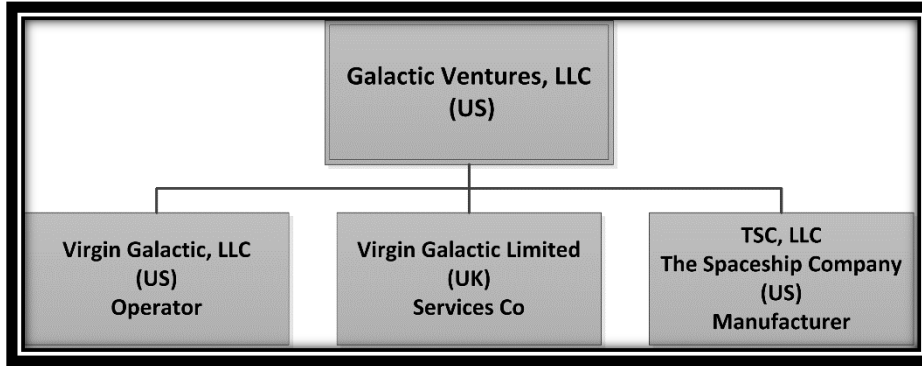 Galactic Ventures, LLC
(US)
Virgin Galactic, LLC
(US)
Operator
Virgin Galactic Limited
(UK)
Services Co
TSC, LLC
The Spaceship Company
(US)
Manufacturer